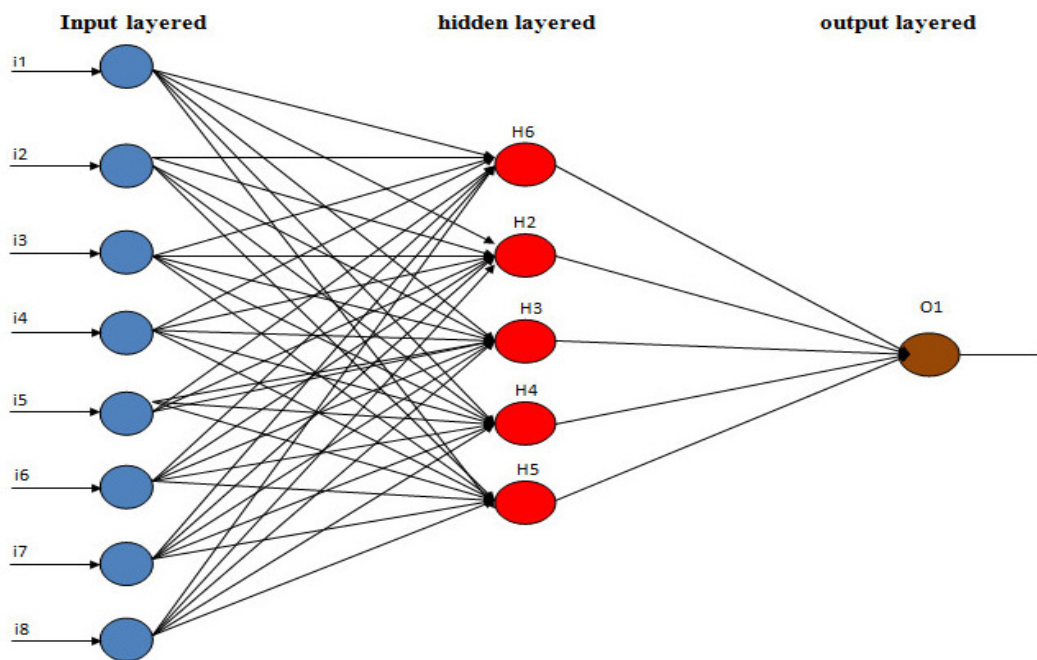 Input layered
hidden layered
output layered
i1
i2
i3
i4
i5
i6
i7
i8
H6
H2
H3
H4
H5
O1